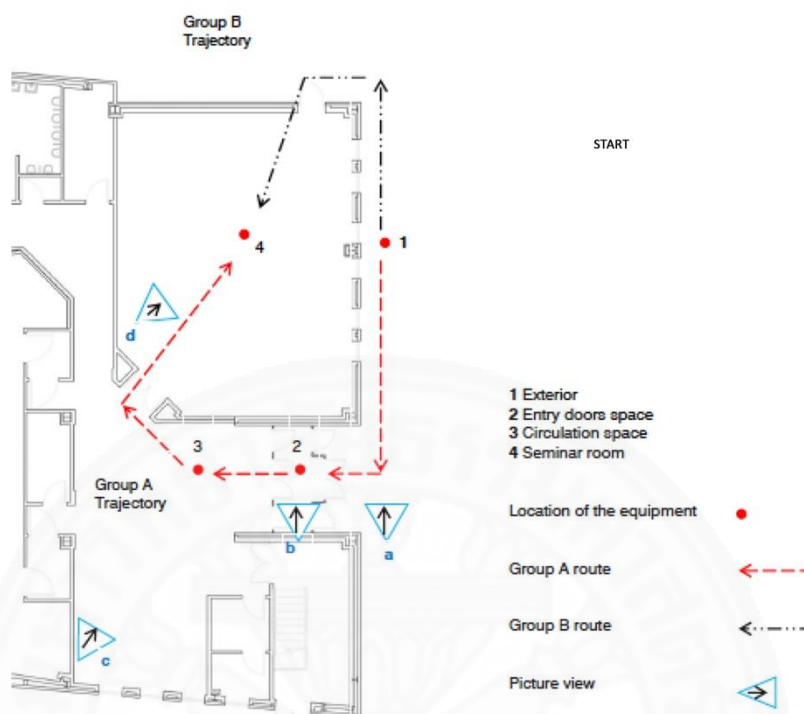 Group B
Trajectory
START
1
4
d
1 Exterior
2 Entry doors space
3 Circulation space
4 Seminar room
3
2
Group A
Trajectory
Location of the equipment
b
a
Group A route
Group B route
c
Picture view